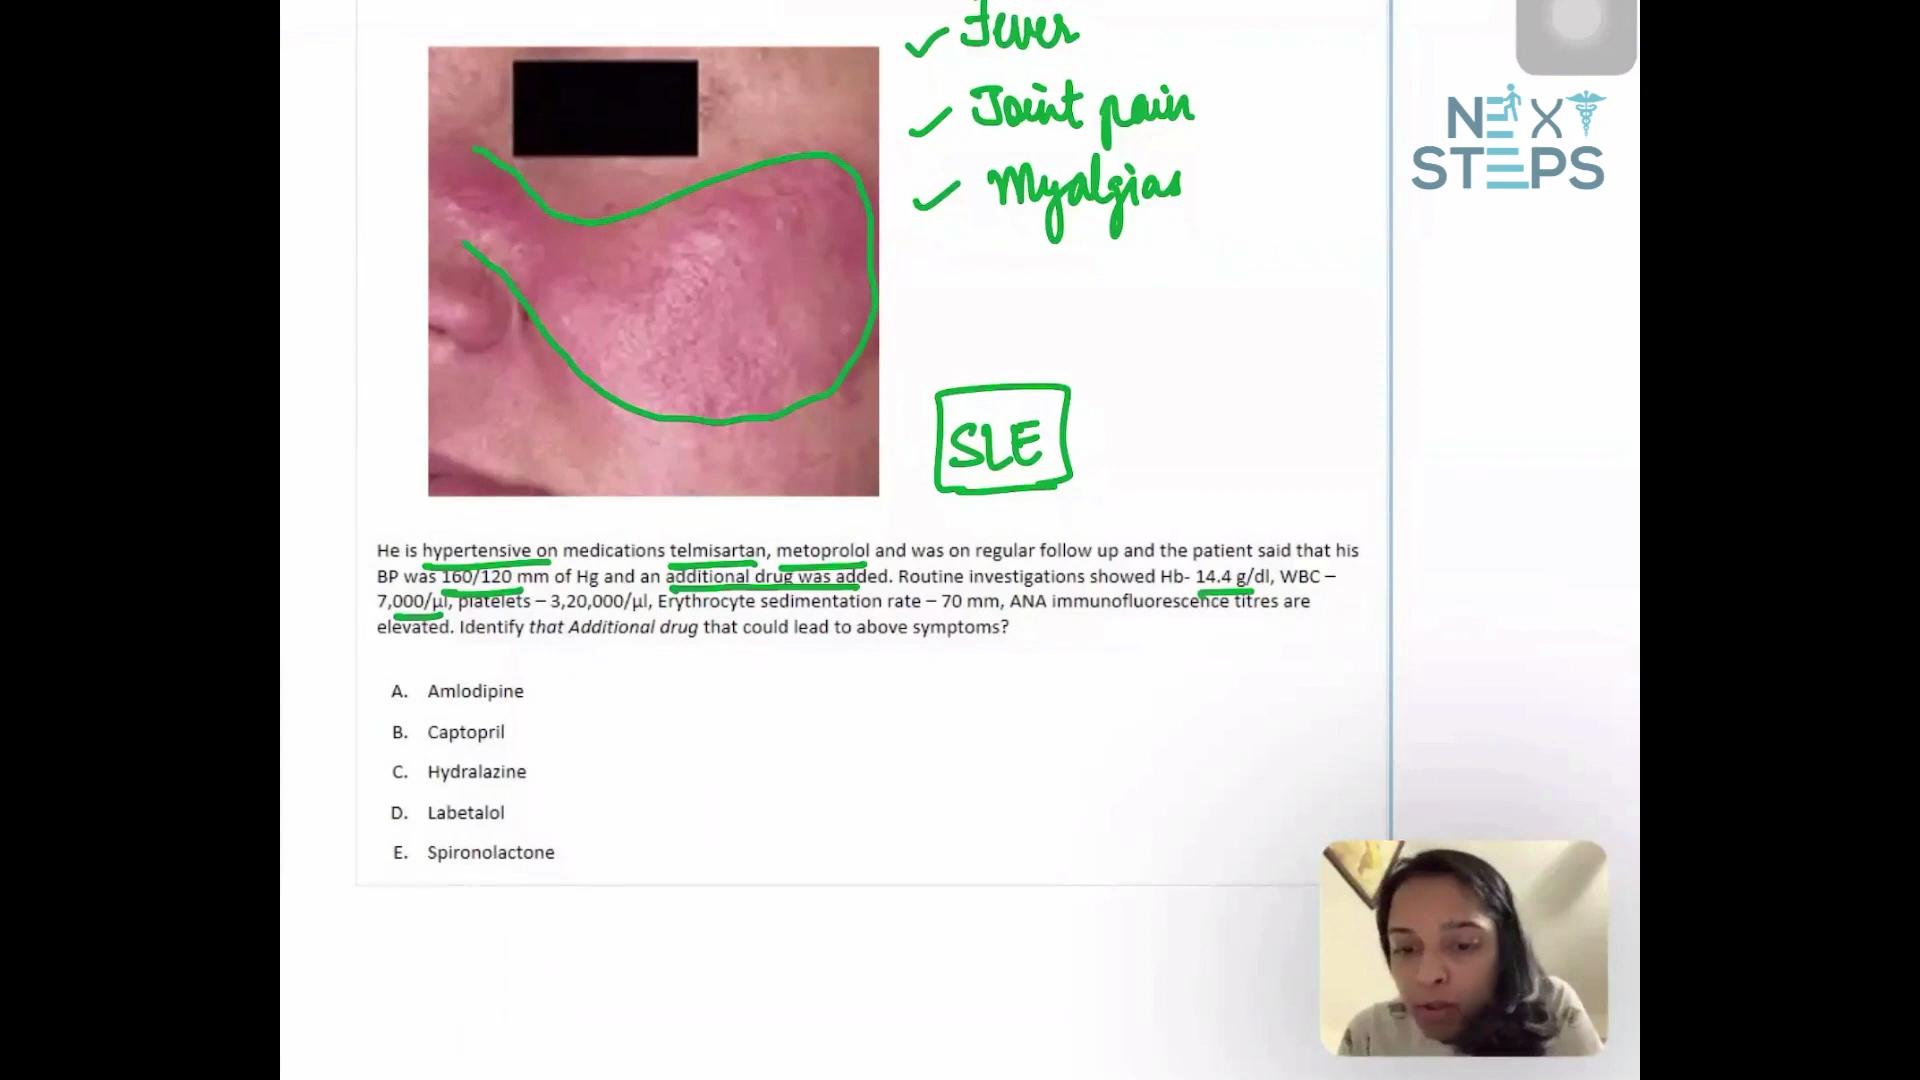 Fever
Joint pain
Myalgias
NEXT
STEPS
SLE
He is hypertensive on medications telmisartan, metoprolol and was on regular follow up and the patient said that his
BP was 160/120 mm of Hg and an additional drug was added. Routine investigations showed Hb- 14.4 g/dl, WBC –
7,000/µl, platelets – 3,20,000/µl, Erythrocyte sedimentation rate – 70 mm, ANA immunofluorescence titres are
elevated. Identify that Additional drug that could lead to above symptoms?
A. Amlodipine
B. Captopril
C. Hydralazine
D. Labetalol
E. Spironolactone